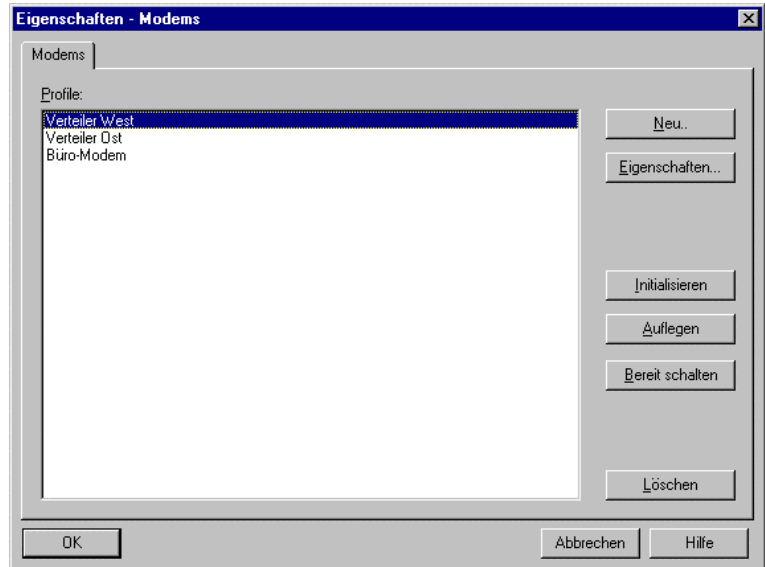 Eigenschaften - Modems
Modems
Profile:
Verteiler West
Verteiler Ost
Büro-Modem
Neu..
Eigenschaften...
Initialisieren
Auflegen
Bereit schalten
Löschen
OK
Abbrechen
Hilfe